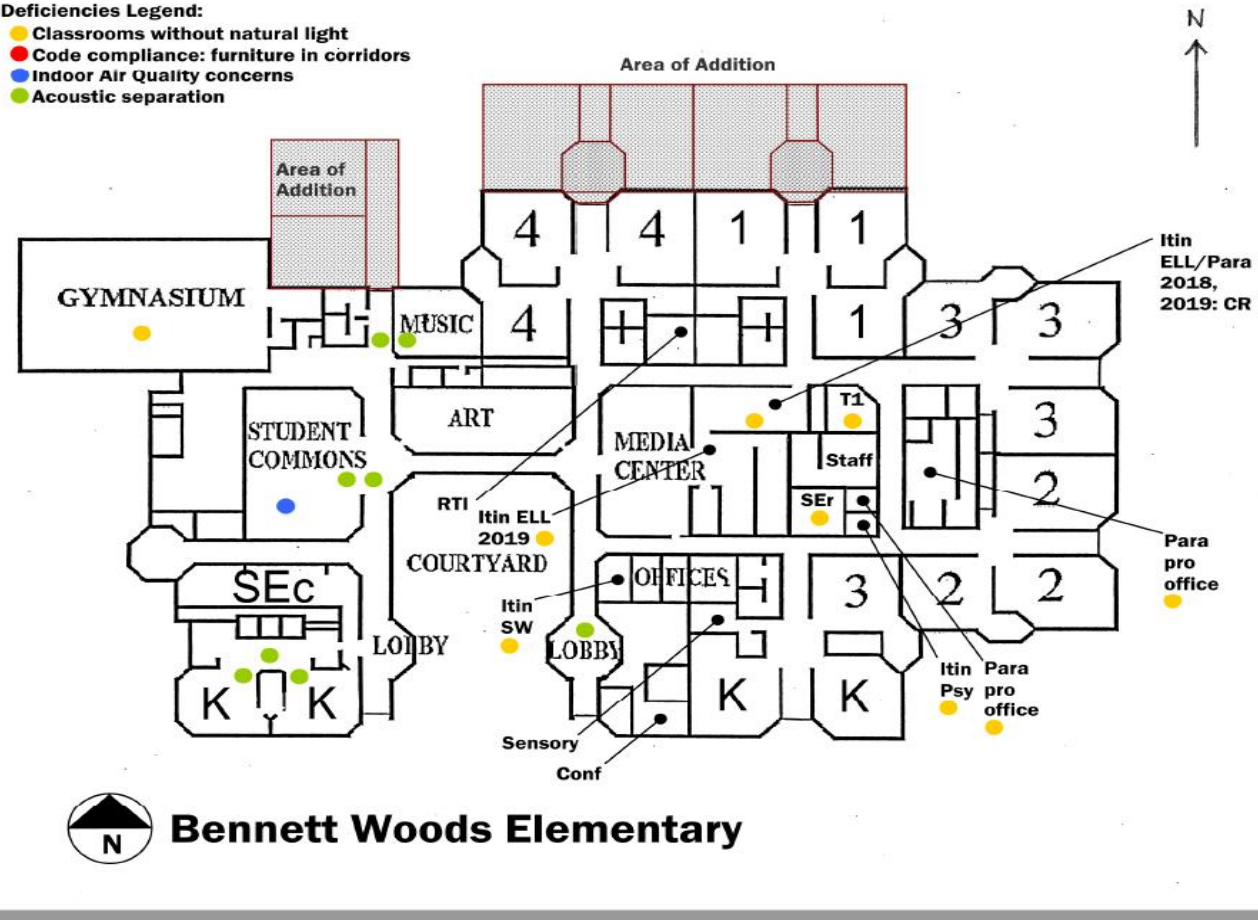 Deficiencies Legend:
Classrooms without natural light
Code compliance: furniture in corridors
Indoor Air Quality concerns
Acoustic separation
N
Area of Addition
Area of
Addition
4
4
1
1
GYMNASIUM
MUSIC
4
1
3
3
Itin
ELL/Para
2018,
2019: CR
STUDENT
COMMONS
ART
MEDIA
CENTER
T1
Staff
SEr
3
2
RTI
Itin ELL
2019
COURTYARD
Para
pro
office
SEc
OFFICES
3
2
2
Itin
SW
LOBBY
LOBBY
K
K
K
K
Itin
Psy
Para
pro
office
Sensory
Conf
N
Bennett Woods Elementary